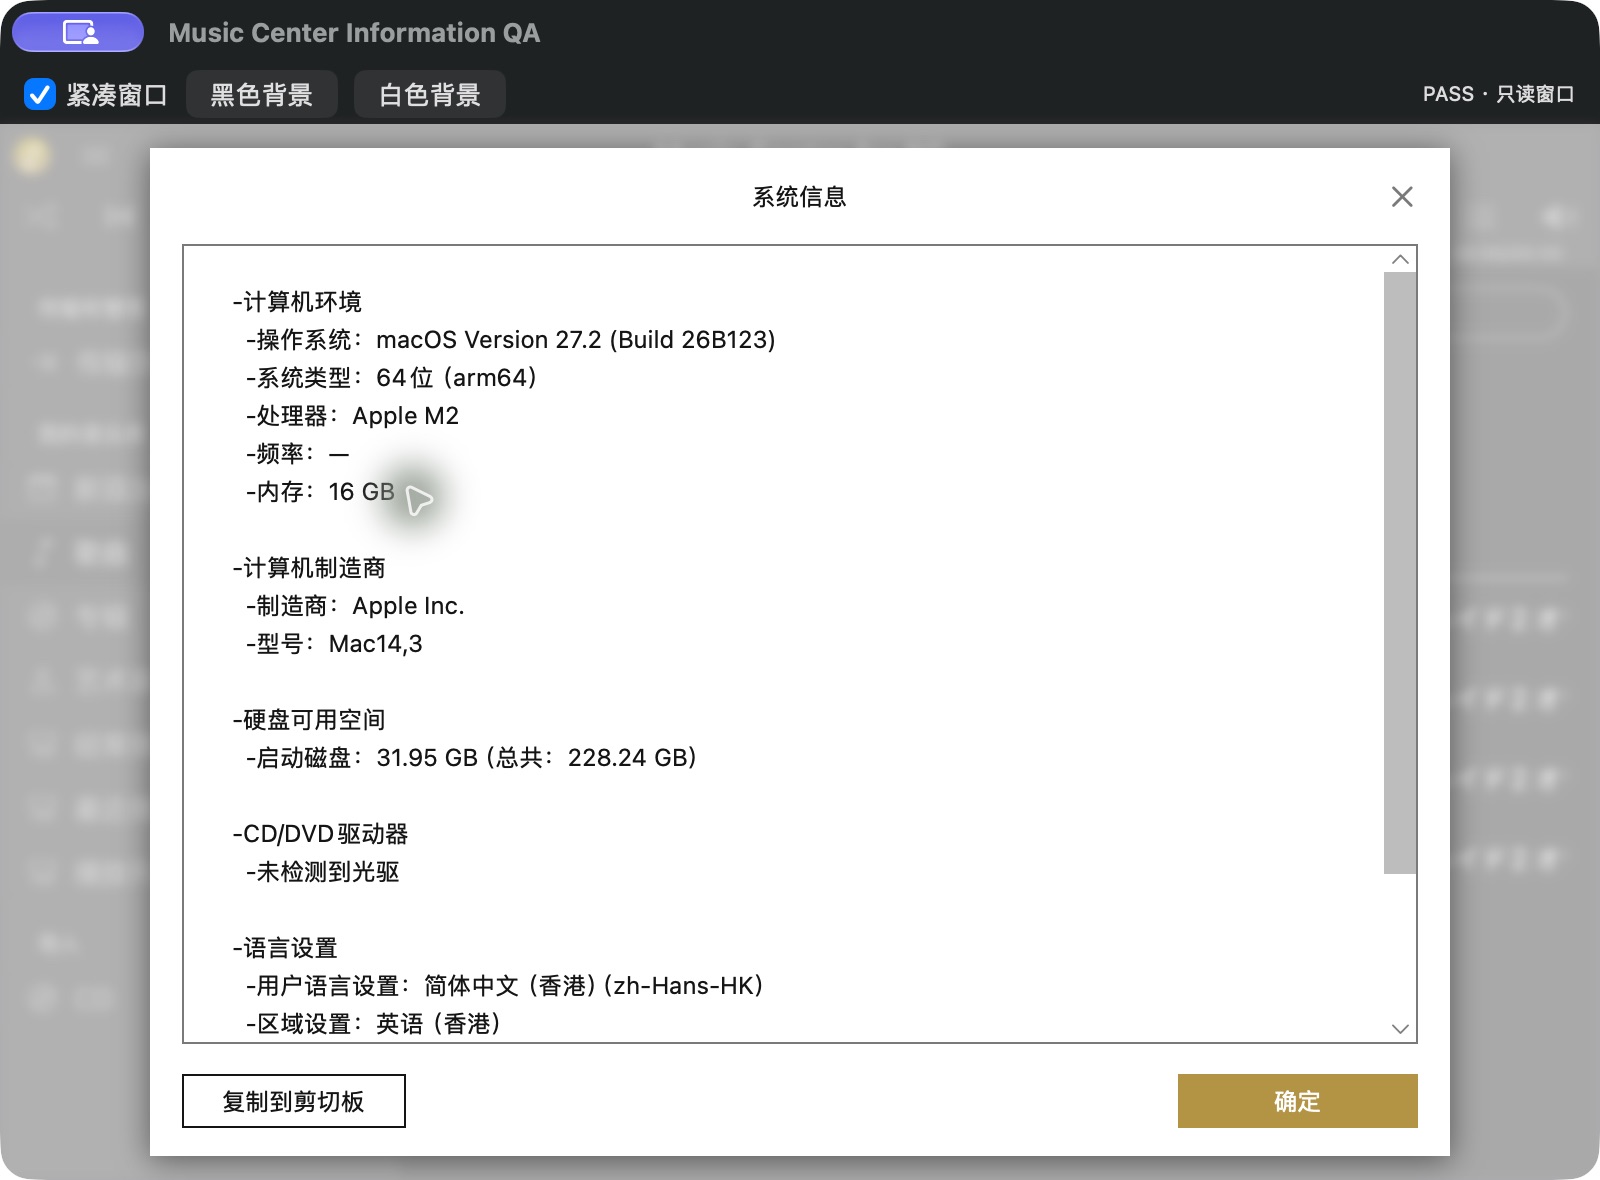 Music Center Information QA
紧凑窗口
黑色背景
白色背景
PASS · 只读窗口
系统信息
-计算机环境
-操作系统：macOS Version 27.2 (Build 26B123)
-系统类型：64位（arm64）
-处理器：Apple M2
-频率：—
-内存：16 GB
-计算机制造商
-制造商：Apple Inc.
-型号：Mac14,3
-硬盘可用空间
-启动磁盘：31.95 GB（总共：228.24 GB）
-CD/DVD驱动器
-未检测到光驱
-语言设置
-用户语言设置：简体中文（香港）(zh-Hans-HK)
-区域设置：英语（香港）
复制到剪切板
确定